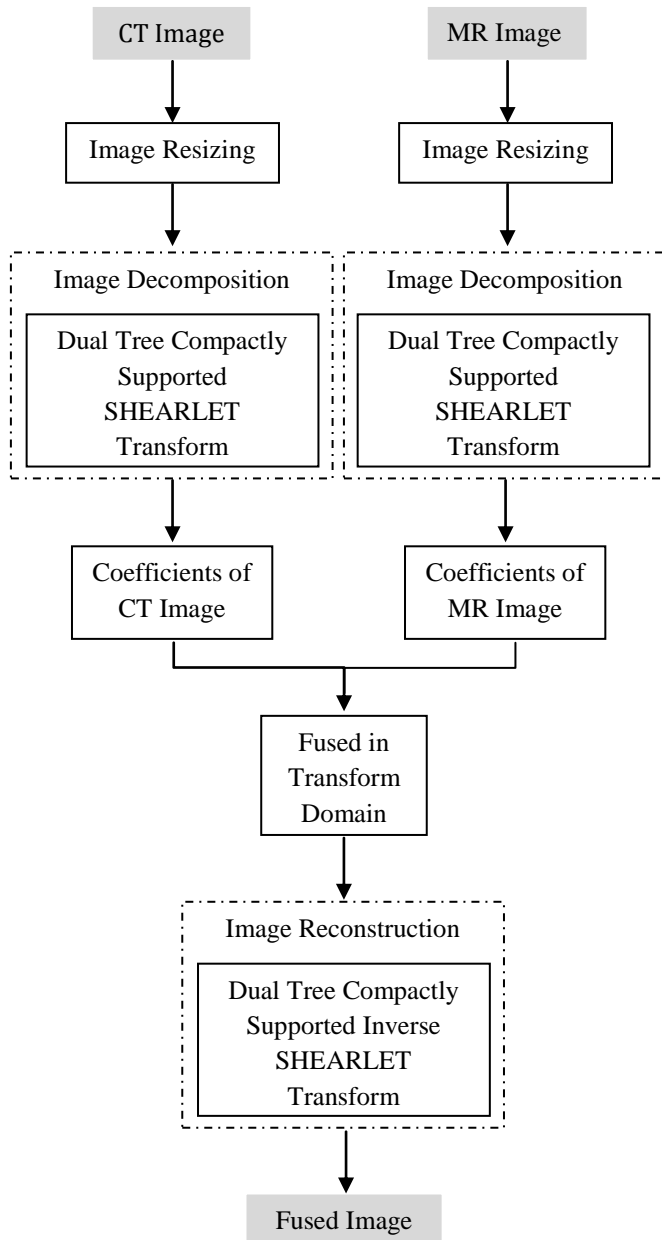 CT Image
MR Image
Image Resizing
Image Resizing
Image Decomposition
Dual Tree Compactly
Supported
SHEARLET
Transform
Image Decomposition
Dual Tree Compactly
Supported
SHEARLET
Transform
Coefficients of
CT Image
Coefficients of
MR Image
Fused in
Transform
Domain
Image Reconstruction
Dual Tree Compactly
Supported Inverse
SHEARLET
Transform
Fused Image